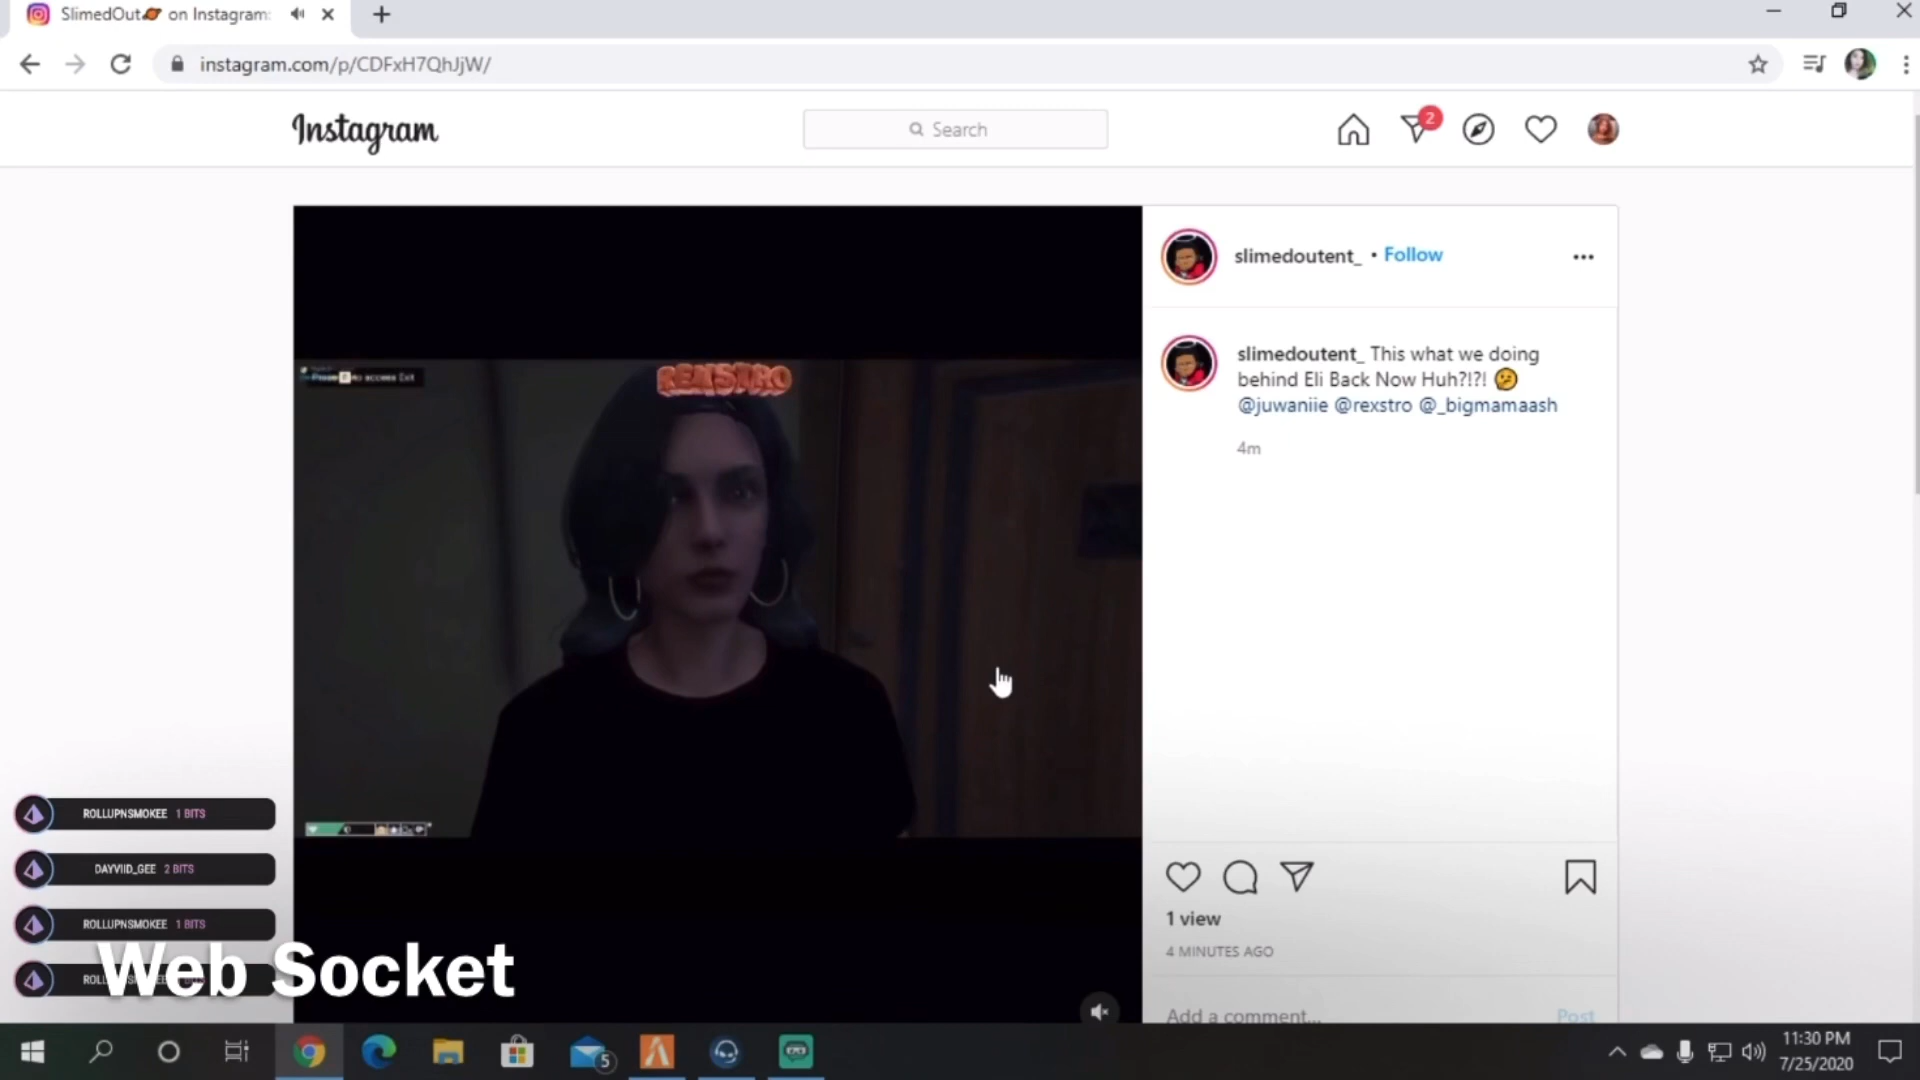 SlimedOut🪐 on Instagram:
instagram.com/p/CDFxH7QhJjW/
Instagram
Search
2
slimedoutent_ • Follow
REXSTRO
slimedoutent_ This what we doing
behind Eli Back Now Huh?!?! 🤔
@juwaniie @rexstro @_bigmamaash
4m
ROLLUPNSMOKEE 1 BITS
DAYVIID_GEE 2 BITS
ROLLUPNSMOKEE 1 BITS
Web Socket
1 view
4 MINUTES AGO
Add a comment...
Post
5
11:30 PM
7/25/2020